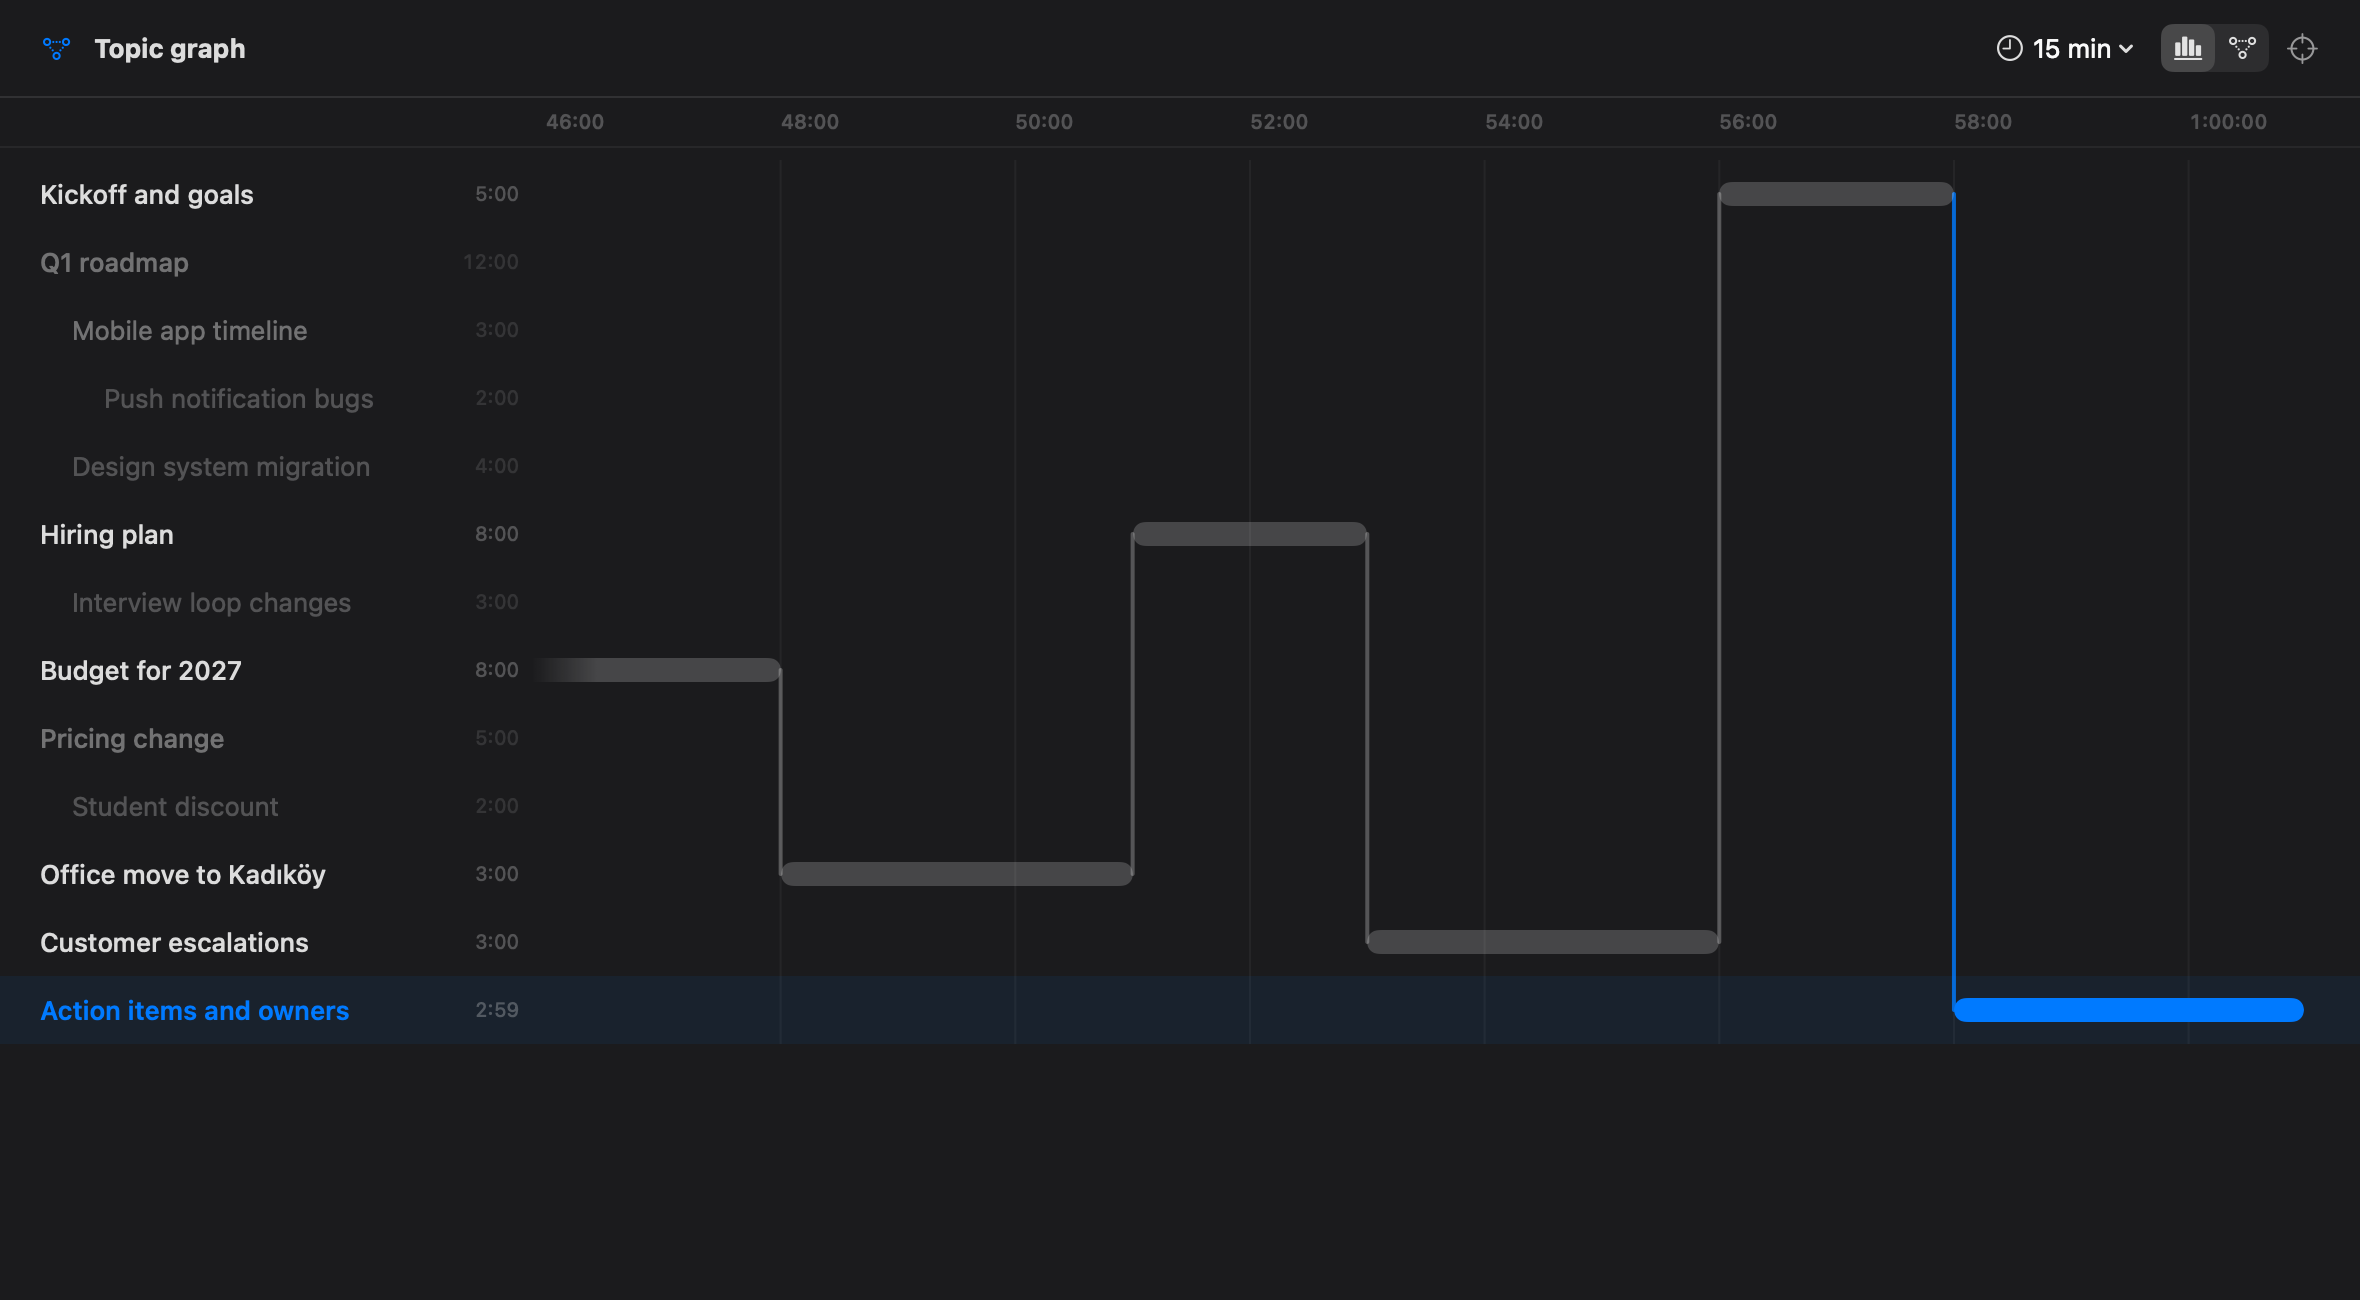 Topic graph
15 min
46:00 48:00 50:00 52:00 54:00 56:00 58:00 1:00:00
Kickoff and goals 5:00
Q1 roadmap 12:00
Mobile app timeline 3:00
Push notification bugs 2:00
Design system migration 4:00
Hiring plan 8:00
Interview loop changes 3:00
Budget for 2027 8:00
Pricing change 5:00
Student discount 2:00
Office move to Kadıköy 3:00
Customer escalations 3:00
Action items and owners 2:59